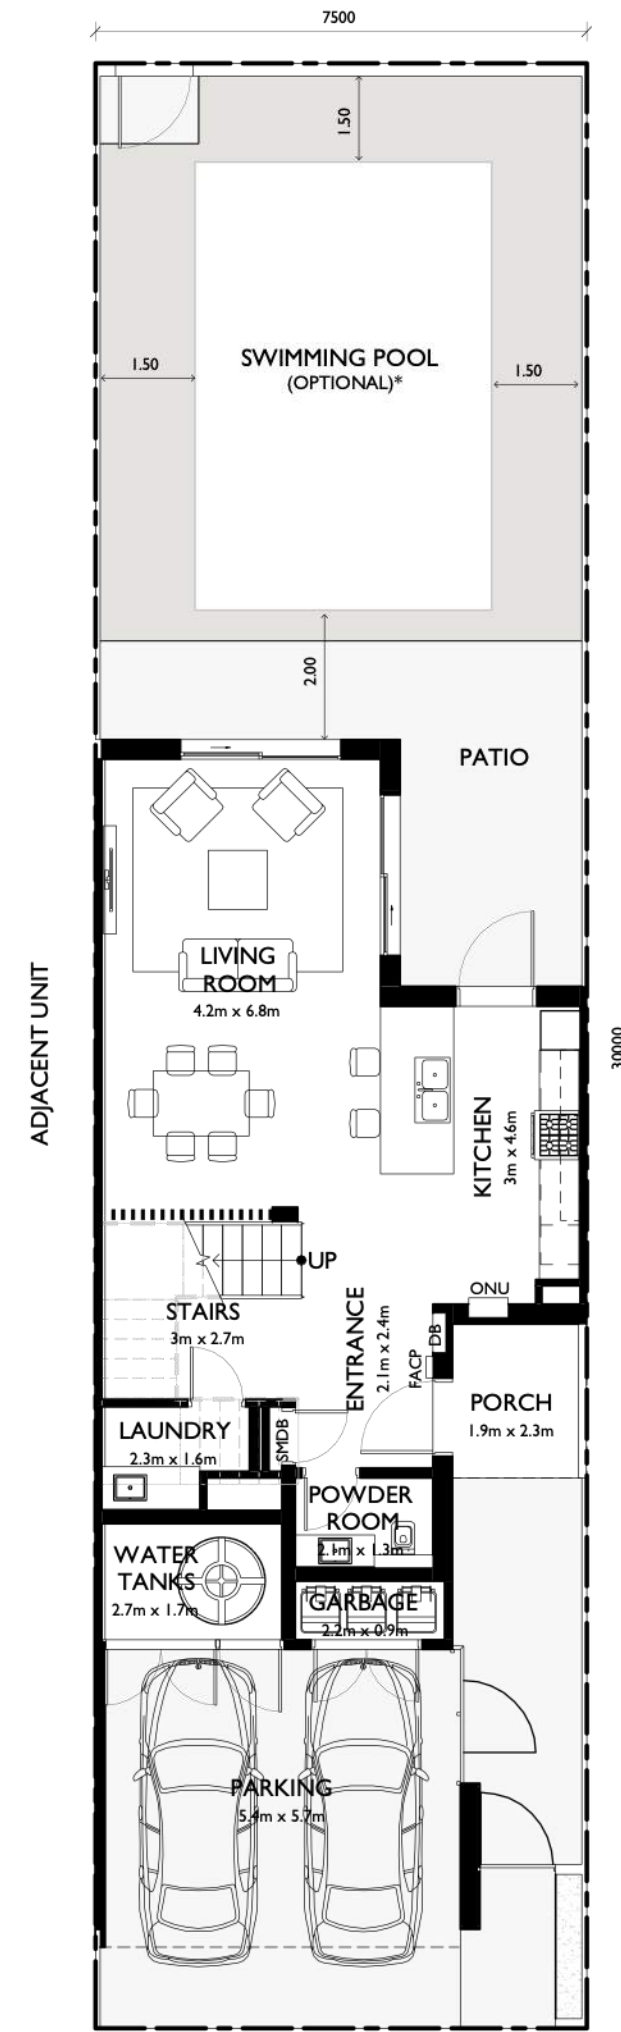 7500
1.50
SWIMMING POOL
(OPTIONAL)*
1.50
1.50
2.00
PATIO
LIVING
ROOM
4.2m x 6.8m
ADJACENT UNIT
30000
KITCHEN
3m x 4.6m
UP
ONU
STAIRS
3m x 2.7m
ENTRANCE
2.1m x 2.4m
DB
FACP
PORCH
1.9m x 2.3m
LAUNDRY
2.3m x 1.6m
SMDB
POWDER
ROOM
2.1m x 1.3m
WATER
TANKS
2.7m x 1.7m
GARBAGE
2.2m x 0.9m
PARKING
5.4m x 5.7m